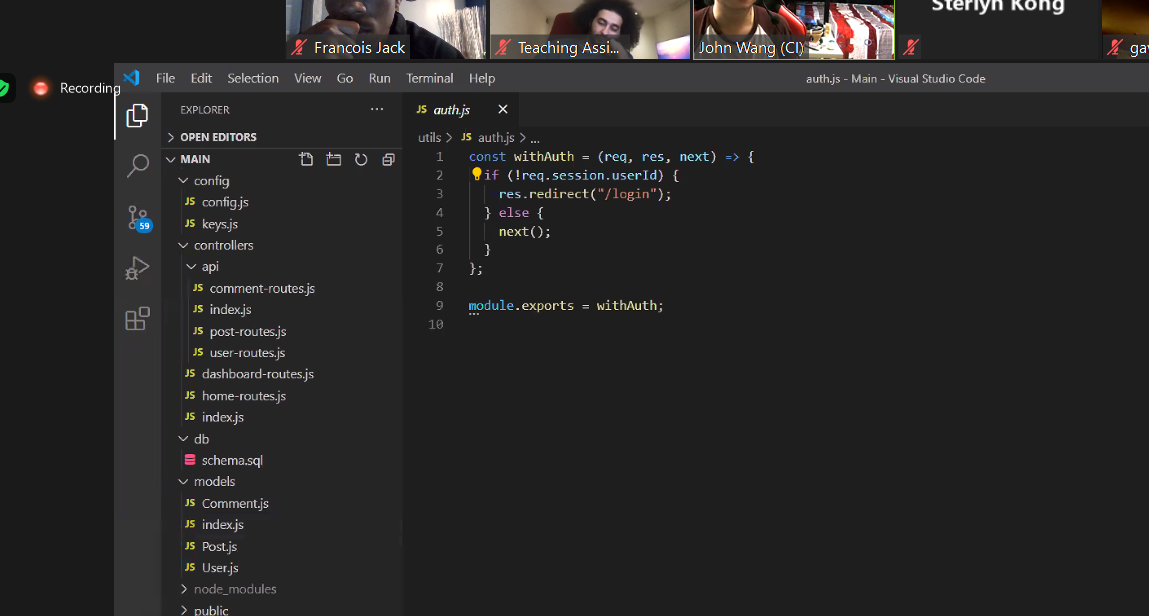 Sterlyn Kong
Francois Jack
Teaching Assi...
John Wang (CI)
Recording
File Edit Selection View Go Run Terminal Help
auth.js - Main - Visual Studio Code
EXPLORER
OPEN EDITORS
MAIN
config
JS config.js
JS keys.js
controllers
api
JS comment-routes.js
JS index.js
JS post-routes.js
JS user-routes.js
JS dashboard-routes.js
JS home-routes.js
JS index.js
db
schema.sql
models
JS Comment.js
JS index.js
JS Post.js
JS User.js
node_modules
public
59
JS auth.js
utils > JS auth.js > ...
1 const withAuth = (req, res, next) => {
2 if (!req.session.userId) {
3 res.redirect("/login");
4 } else {
5 next();
6 }
7 };
8
9 module.exports = withAuth;
10